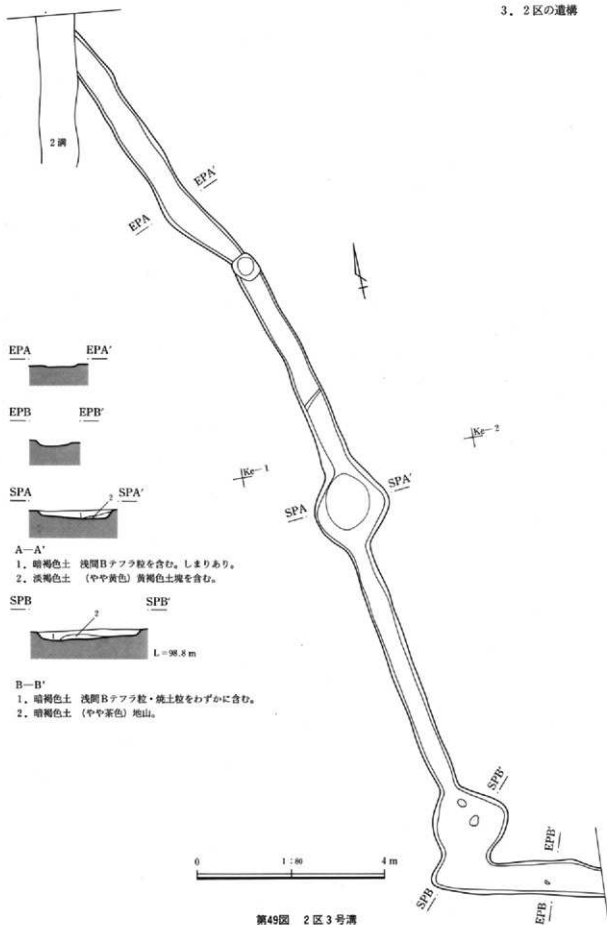 3．2区の遺構
2溝
EPA′
EPA
EPA EPA′
EPB EPB′
Ke-2
Ke-1
SPA SPA′
2
1
SPA′
SPA
A—A′
1．暗褐色土 浅間Bテフラ粒を含む。しまりあり。
2．淡褐色土 （やや黄色）黄褐色土塊を含む。
SPB SPB′
2
1
L=98.8m
B—B′
1．暗褐色土 浅間Bテフラ粒・焼土粒をわずかに含む。
2．暗褐色土 （やや茶色）地山。
SPB′
EPB′
SPB
EPB
0 1:80 4m
第49図 2区3号溝